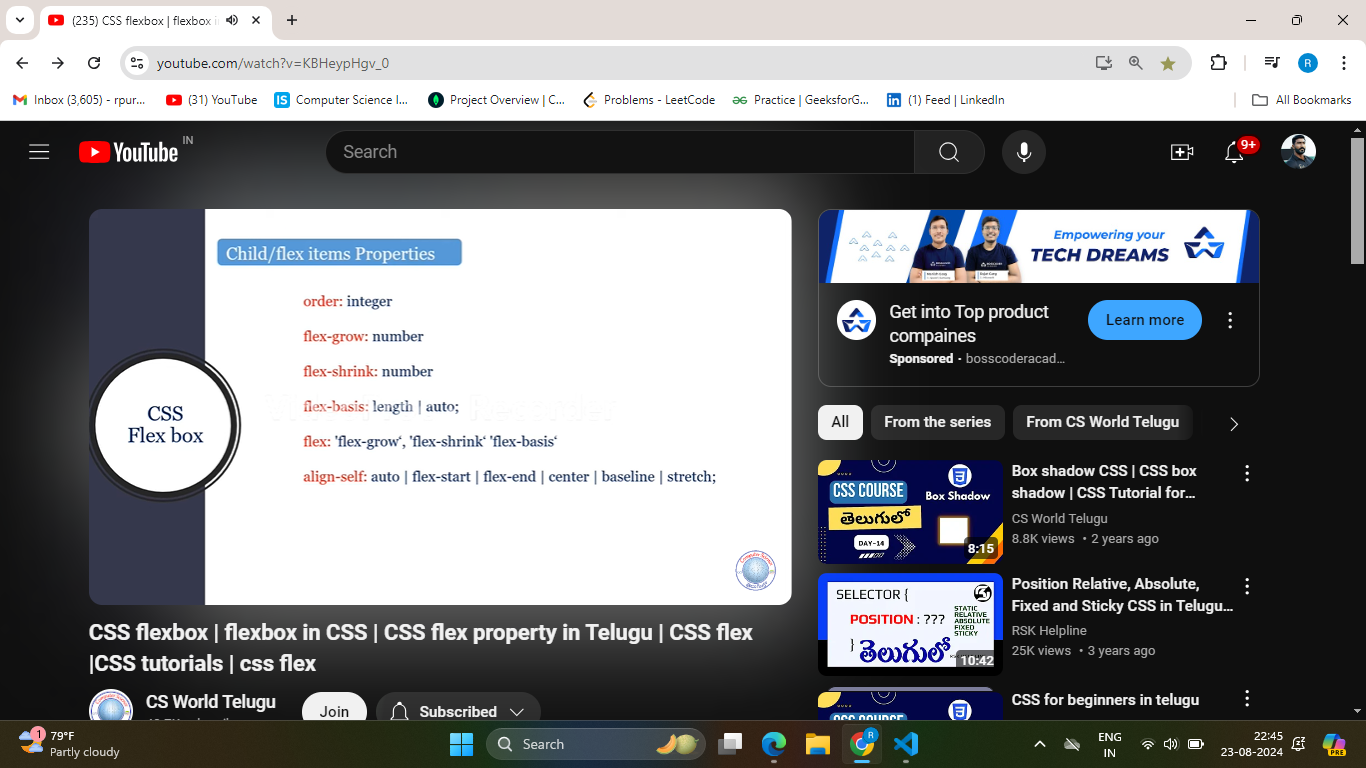 (235) CSS flexbox | flexbox i
youtube.com/watch?v=KBHeypHgv_0
R
Inbox (3,605) - rpur...
(31) YouTube
Computer Science I...
Project Overview | C...
Problems - LeetCode
Practice | GeeksforG...
(1) Feed | LinkedIn
All Bookmarks
YouTube IN
Search
9+
Child/flex items Properties
order: integer
flex-grow: number
flex-shrink: number
flex-basis: length | auto;
flex: 'flex-grow‘, 'flex-shrink‘ 'flex-basis‘
align-self: auto | flex-start | flex-end | center | baseline | stretch;
CSS
Flex box
CSS flexbox | flexbox in CSS | CSS flex property in Telugu | CSS flex
|CSS tutorials | css flex
CS World Telugu
Join
Subscribed
Empowering your
TECH DREAMS
Get into Top product
compaines
Sponsored · bosscoderacad...
Learn more
All
From the series
From CS World Telugu
CSS COURSE
తెలుగులో
DAY-14
Box Shadow
8:15
Box shadow CSS | CSS box
shadow | CSS Tutorial for...
CS World Telugu
8.8K views • 2 years ago
SELECTOR {
POSITION : ???
}
తెలుగులో
STATIC
RELATIVE
ABSOLUTE
FIXED
STICKY
10:42
Position Relative, Absolute,
Fixed and Sticky CSS in Telugu...
RSK Helpline
25K views • 3 years ago
CSS for beginners in telugu
1
79°F
Partly cloudy
Search
R
ENG
IN
22:45
23-08-2024
PRE